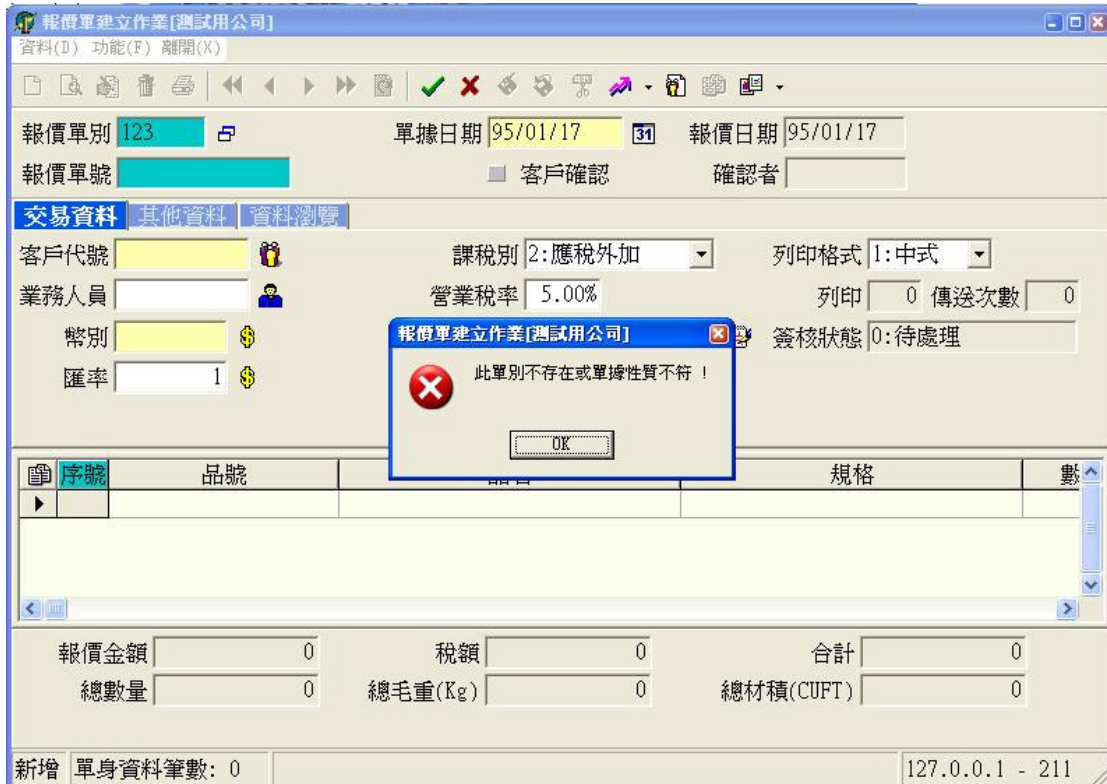 報價單建立作業[測試用公司]
資料(D) 功能(F) 離開(X)
報價單別 123 單據日期 95/01/17 31 報價日期 95/01/17
報價單號 客戶確認 確認者
交易資料 其他資料 資料瀏覽
客戶代號 課稅別 2:應稅外加 列印格式 1:中式
業務人員 營業稅率 5.00% 列印 0 傳送次數 0
幣別 簽核狀態 0:待處理
匯率 1
報價單建立作業[測試用公司]
此單別不存在或單據性質不符 !
OK
序號 品號 規格 數
報價金額 0 稅額 0 合計 0
總數量 0 總毛重(Kg) 0 總材積(CUFT) 0
新增 單身資料筆數: 0 127.0.0.1 - 211